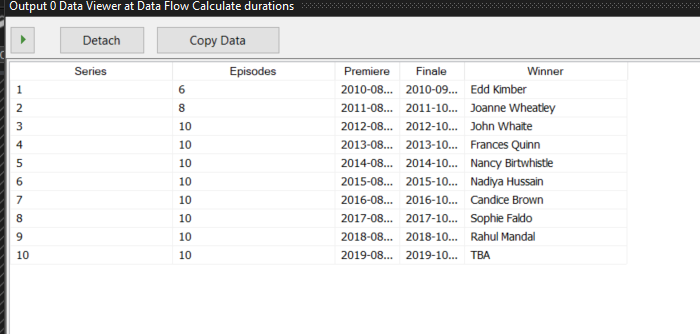 Output 0 Data Viewer at Data Flow Calculate durations
Detach Copy Data
Series Episodes Premiere Finale Winner
1 6 2010-08... 2010-09... Edd Kimber
2 8 2011-08... 2011-10... Joanne Wheatley
3 10 2012-08... 2012-10... John Whaite
4 10 2013-08... 2013-10... Frances Quinn
5 10 2014-08... 2014-10... Nancy Birtwhistle
6 10 2015-08... 2015-10... Nadiya Hussain
7 10 2016-08... 2016-10... Candice Brown
8 10 2017-08... 2017-10... Sophie Faldo
9 10 2018-08... 2018-10... Rahul Mandal
10 10 2019-08... 2019-10... TBA